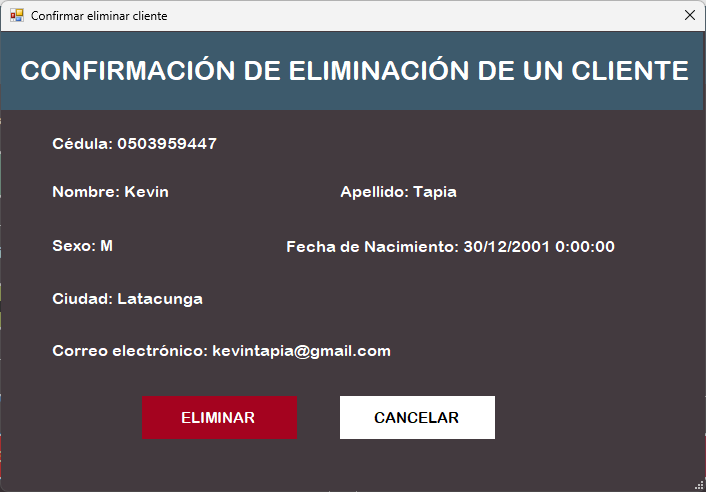 Confirmar eliminar cliente
CONFIRMACIÓN DE ELIMINACIÓN DE UN CLIENTE
Cédula: 0503959447
Nombre: Kevin Apellido: Tapia
Sexo: M Fecha de Nacimiento: 30/12/2001 0:00:00
Ciudad: Latacunga
Correo electrónico: kevintapia@gmail.com
ELIMINAR CANCELAR